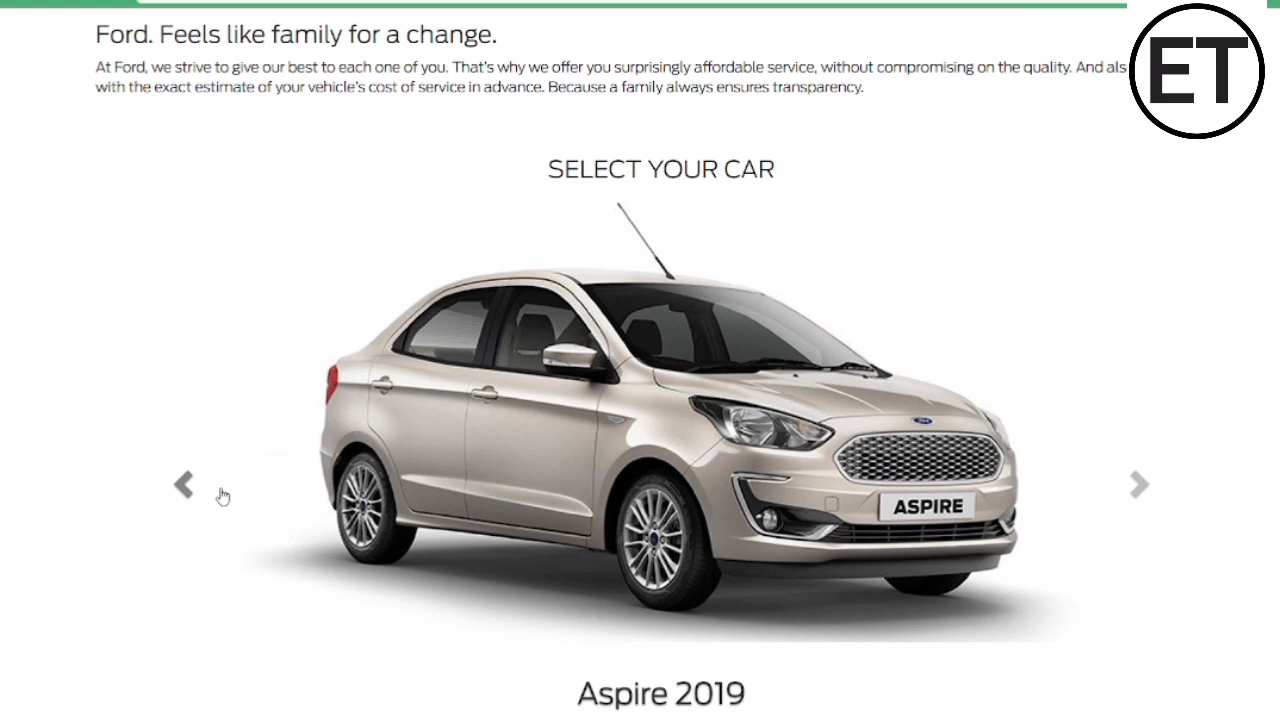 Ford. Feels like family for a change.
At Ford, we strive to give our best to each one of you. That's why we offer you surprisingly affordable service, without compromising on the quality. And als
with the exact estimate of your vehicle's cost of service in advance. Because a family always ensures transparency.
ET
SELECT YOUR CAR
Ford
ASPIRE
Aspire 2019